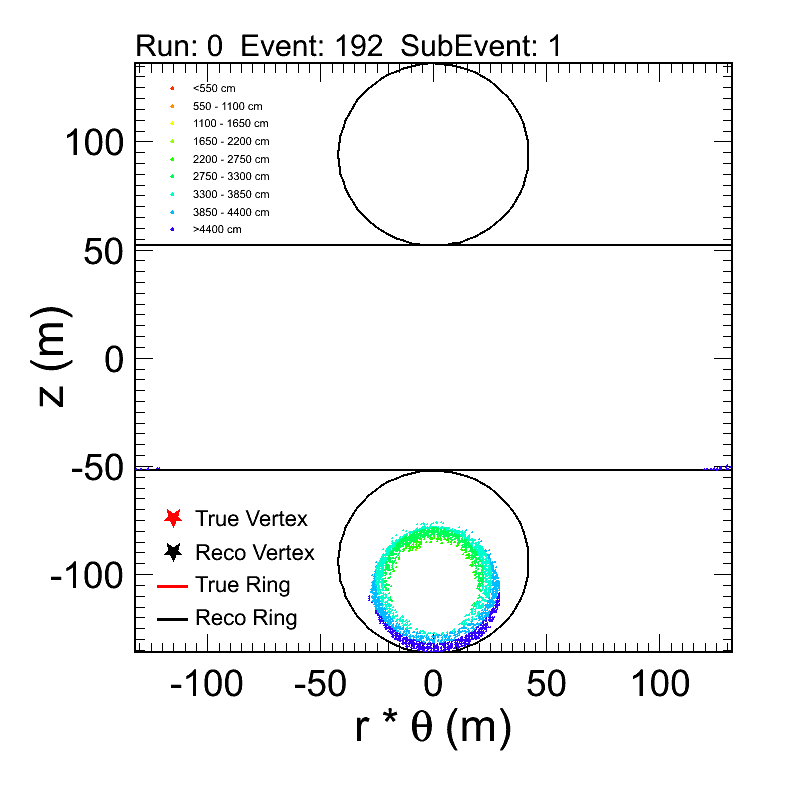 Run: 0  Event: 192  SubEvent: 1
<550 cm
550 - 1100 cm
1100 - 1650 cm
1650 - 2200 cm
2200 - 2750 cm
2750 - 3300 cm
3300 - 3850 cm
3850 - 4400 cm
>4400 cm
100
50
0
-50
-100
z (m)
True Vertex
Reco Vertex
True Ring
Reco Ring
-100 -50 0 50 100
r * θ (m)